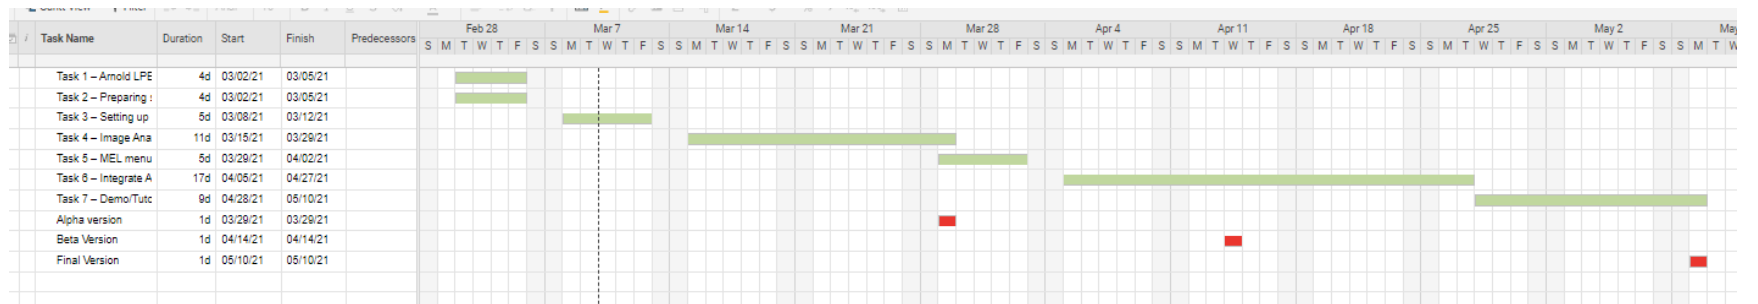 Gantt View Filter
Feb 28 Mar 7 Mar 14 Mar 21 Mar 28 Apr 4 Apr 11 Apr 18 Apr 25 May 2 May
Task Name Duration Start Finish Predecessors
S M T W T F S S M T W T F S S M T W T F S S M T W T F S S M T W T F S S M T W T F S S M T W T F S S M T W T F S S M T W T F S S M T W T F S S M T W
Task 1 – Arnold LPE 4d 03/02/21 03/05/21
Task 2 – Preparing 4d 03/02/21 03/05/21
Task 3 – Setting up 5d 03/08/21 03/12/21
Task 4 – Image Ana 11d 03/15/21 03/29/21
Task 5 – MEL menu 5d 03/29/21 04/02/21
Task 6 – Integrate A 17d 04/05/21 04/27/21
Task 7 – Demo/Tuto 9d 04/28/21 05/10/21
Alpha version 1d 03/29/21 03/29/21
Beta Version 1d 04/14/21 04/14/21
Final Version 1d 05/10/21 05/10/21